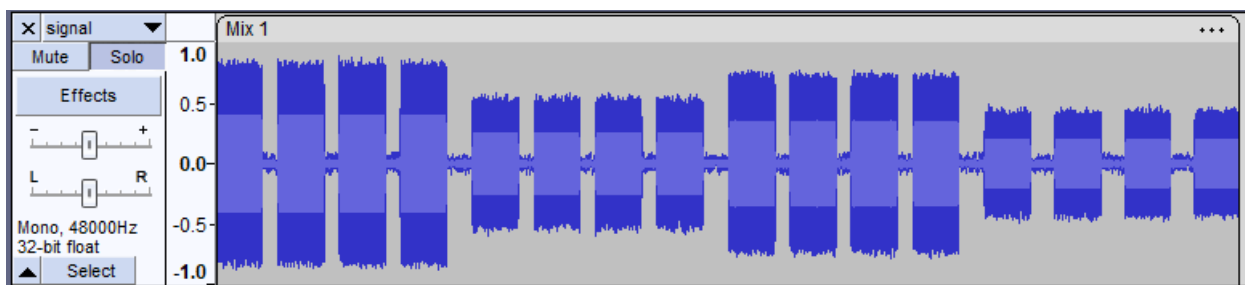 × signal ▼
Mix 1
...
Mute Solo
Effects
- +
L R
Mono, 48000Hz
32-bit float
▲ Select
1.0
0.5-
0.0-
-0.5-
-1.0